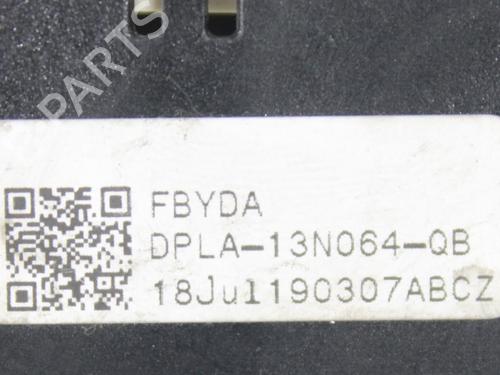 PARTS
FBYDA
DPLA-13N064-QB
18Jul190307ABCZ